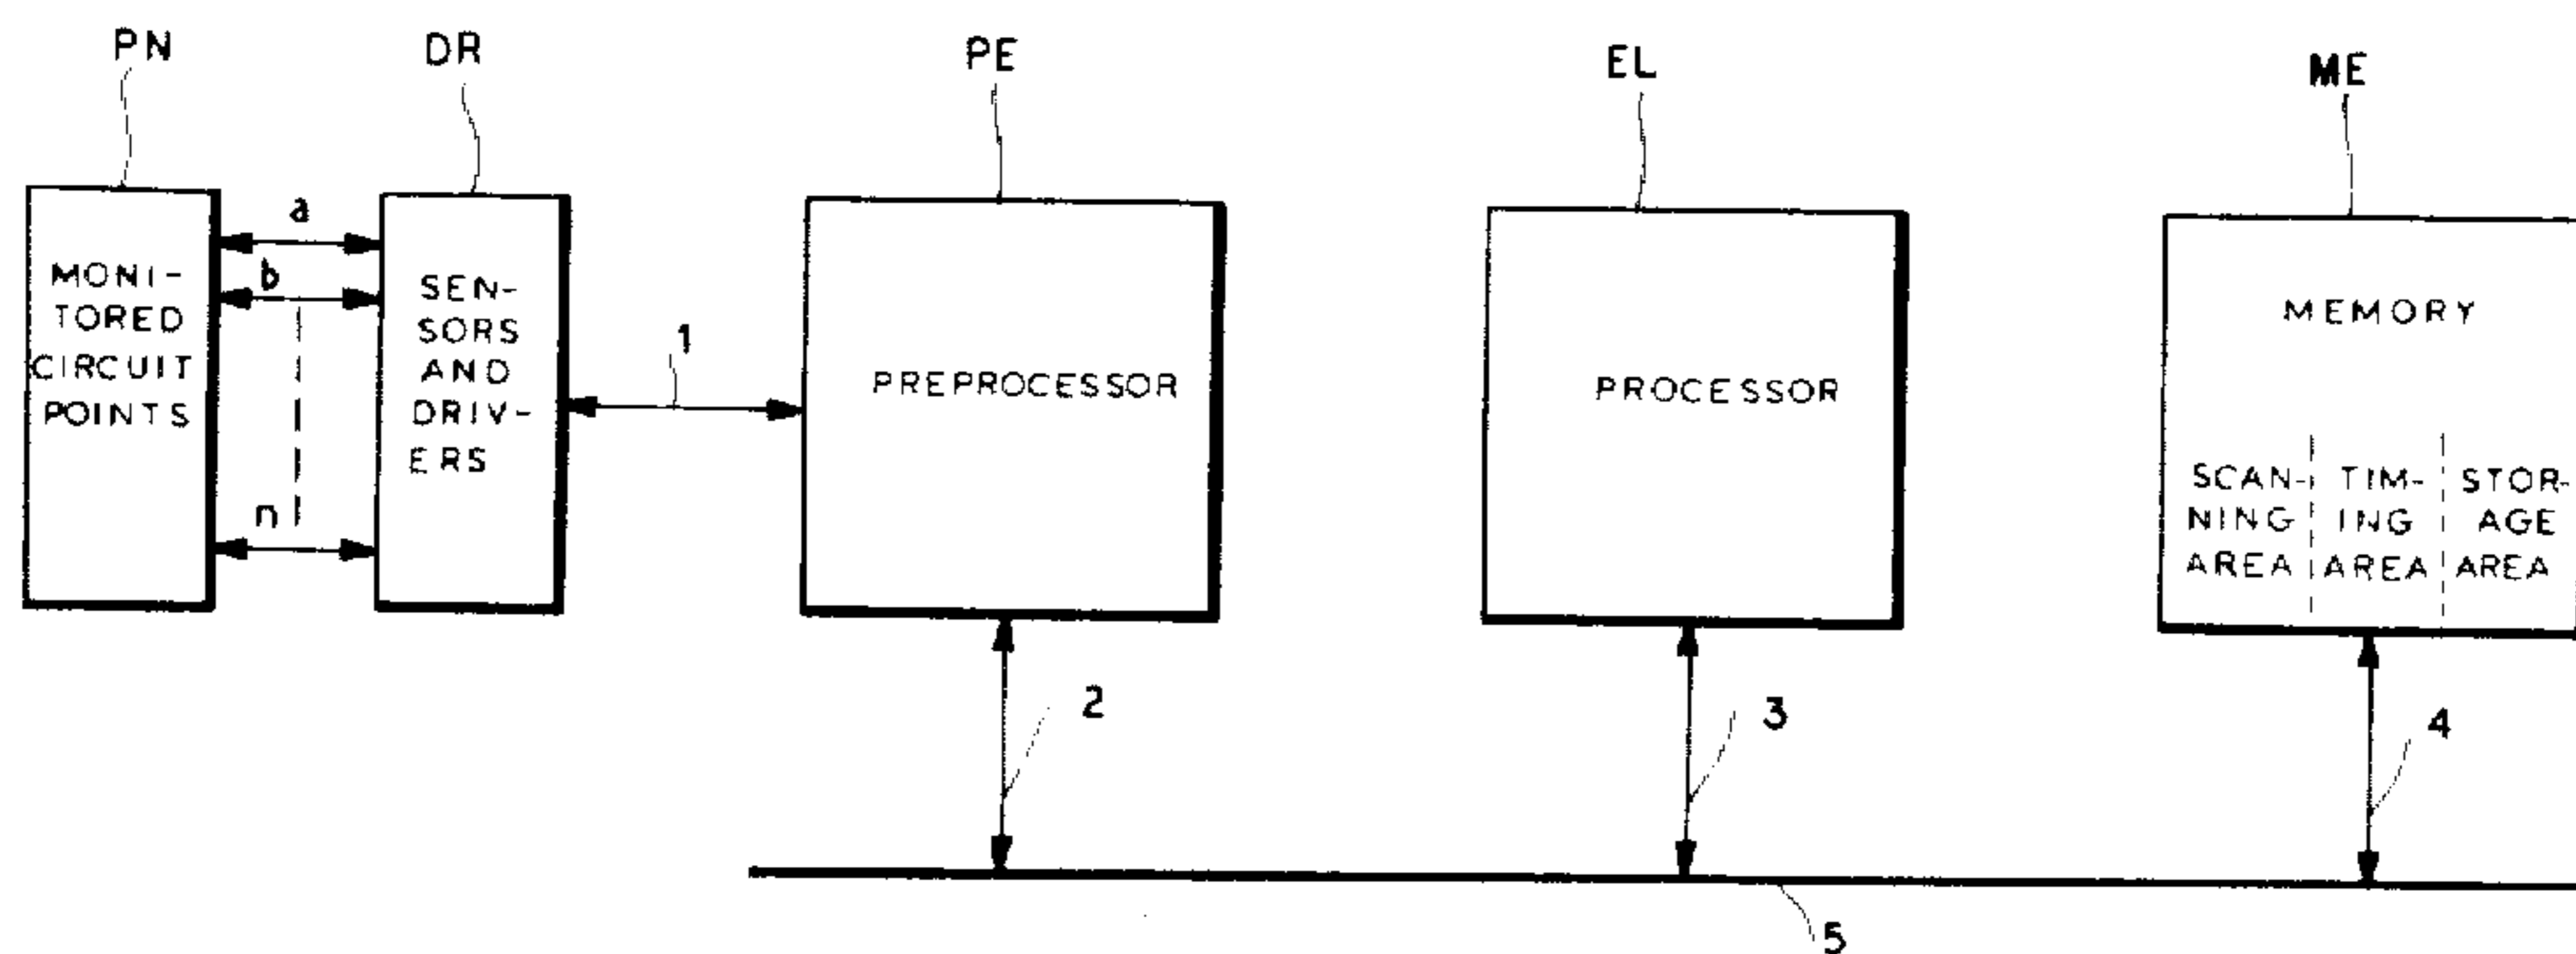 PN
DR
PE
EL
ME
MONI-
TORED
CIRCUIT
POINTS
a
b
n
SEN-
SORS
AND
DRIV-
ERS
1
PREPROCESSOR
PROCESSOR
MEMORY
SCAN-
NING
AREA
TIM-
ING
AREA
STOR-
AGE
AREA
2
3
4
5